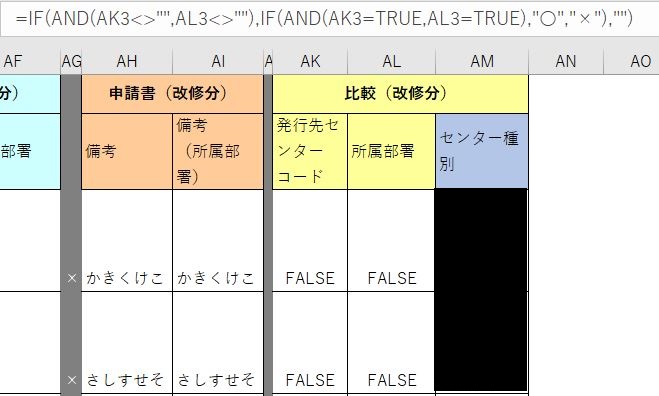 =IF(AND(AK3<>"",AL3<>""),IF(AND(AK3=TRUE,AL3=TRUE),"〇","×"),"")
AF AG AH AI A AK AL AM AN AO
分） 申請書（改修分） 比較（改修分）
部署 備考 備考
（所属部
署） 発行先セ
ンター
コード 所属部署 センター種
別
× かきくけこ かきくけこ FALSE FALSE
× さしすせそ さしすせそ FALSE FALSE